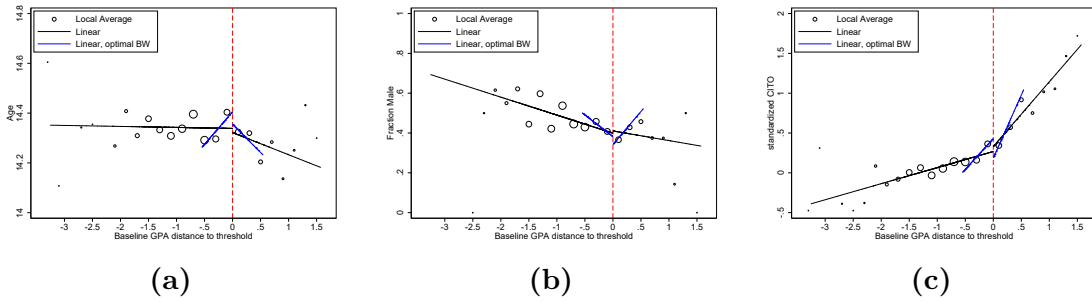 14.8
14.6
14.4
14.2
14
Age
Local Average
Linear
Linear, optimal BW
-3 -2.5 -2 -1.5 -1 -.5 0 .5 1 1.5
Baseline GPA distance to threshold
(a)
1
.8
.6
.4
.2
0
Fraction Male
Local Average
Linear
Linear, optimal BW
-3 -2.5 -2 -1.5 -1 -.5 0 .5 1 1.5
Baseline GPA distance to threshold
(b)
2
1.5
1
.5
0
-.5
standardized CITO
Local Average
Linear
Linear, optimal BW
-3 -2.5 -2 -1.5 -1 -.5 0 .5 1 1.5
Baseline GPA distance to threshold
(c)